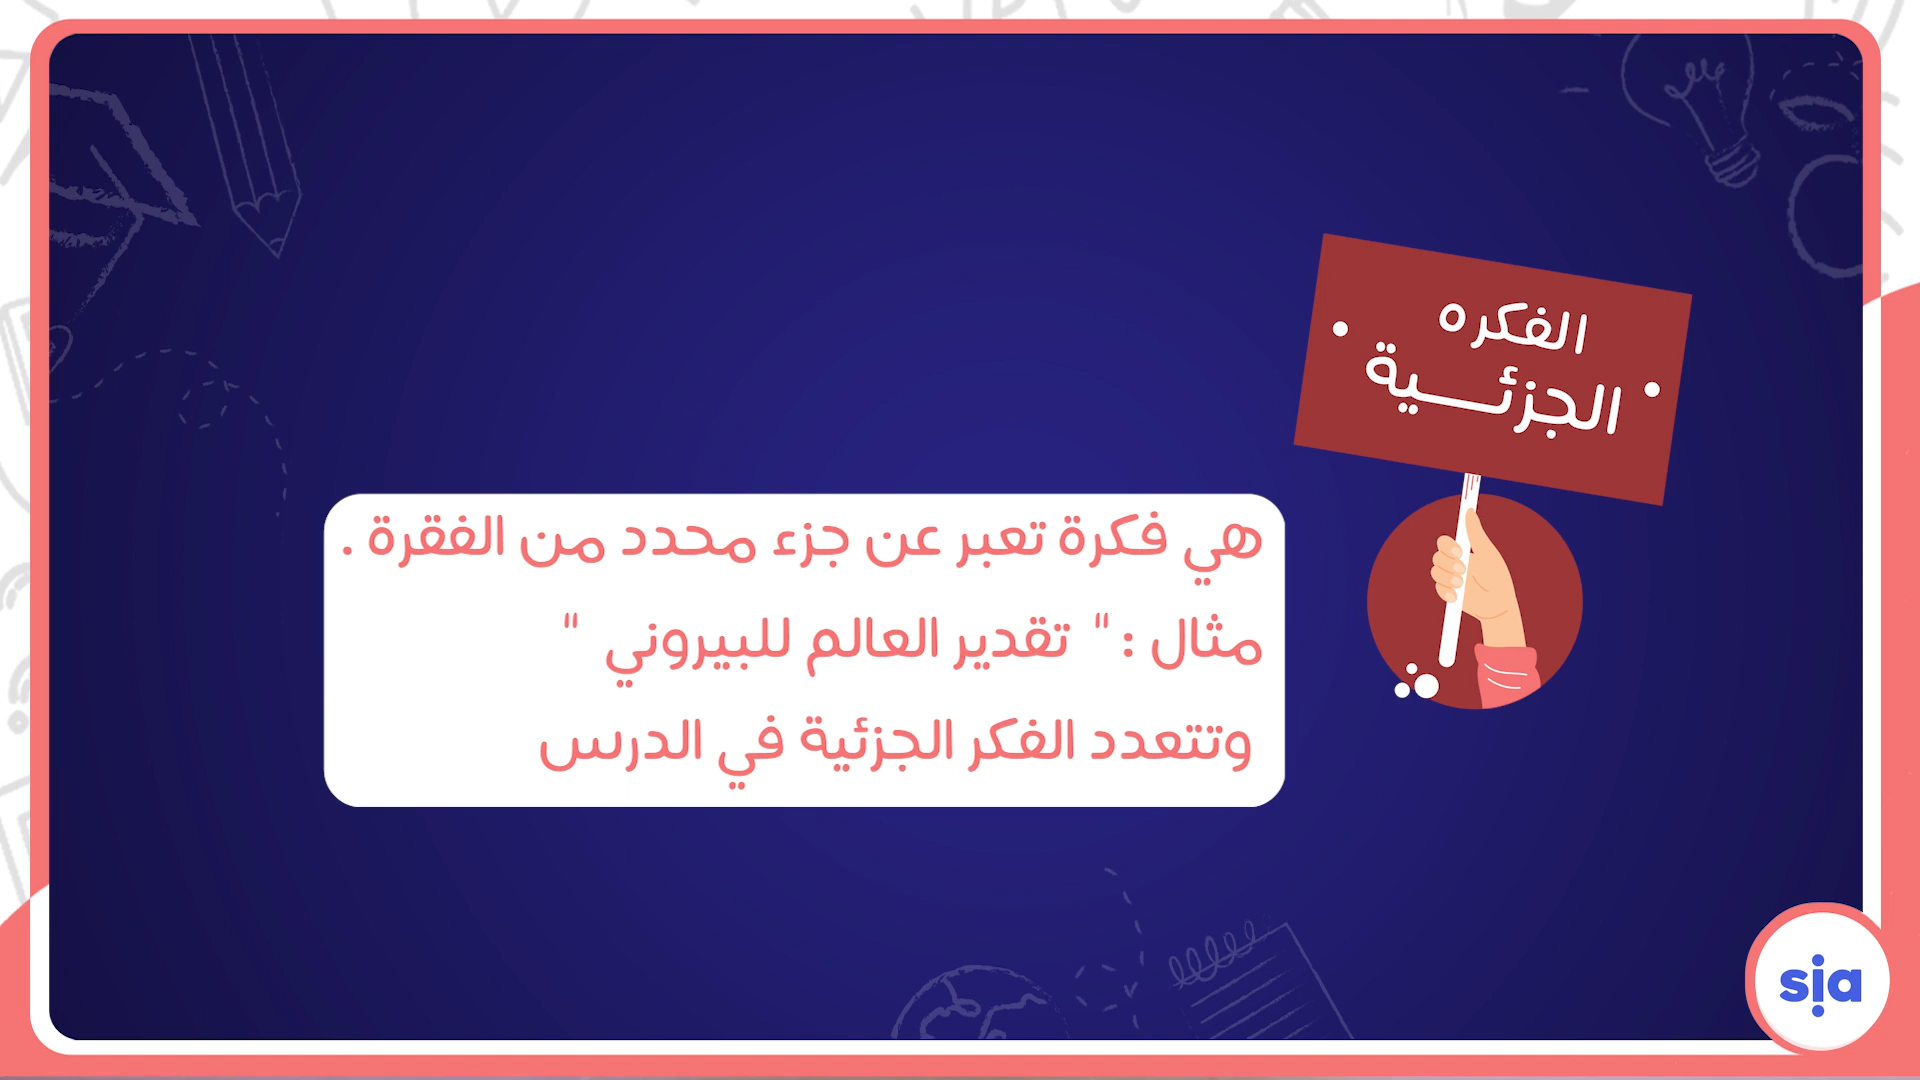 الفكره
الجزئـــية
هي فكرة تعبر عن جزء محدد من الفقرة .
مثال : " تقدير العالم للبيروني "
وتتعدد الفكر الجزئية في الدرس
sia